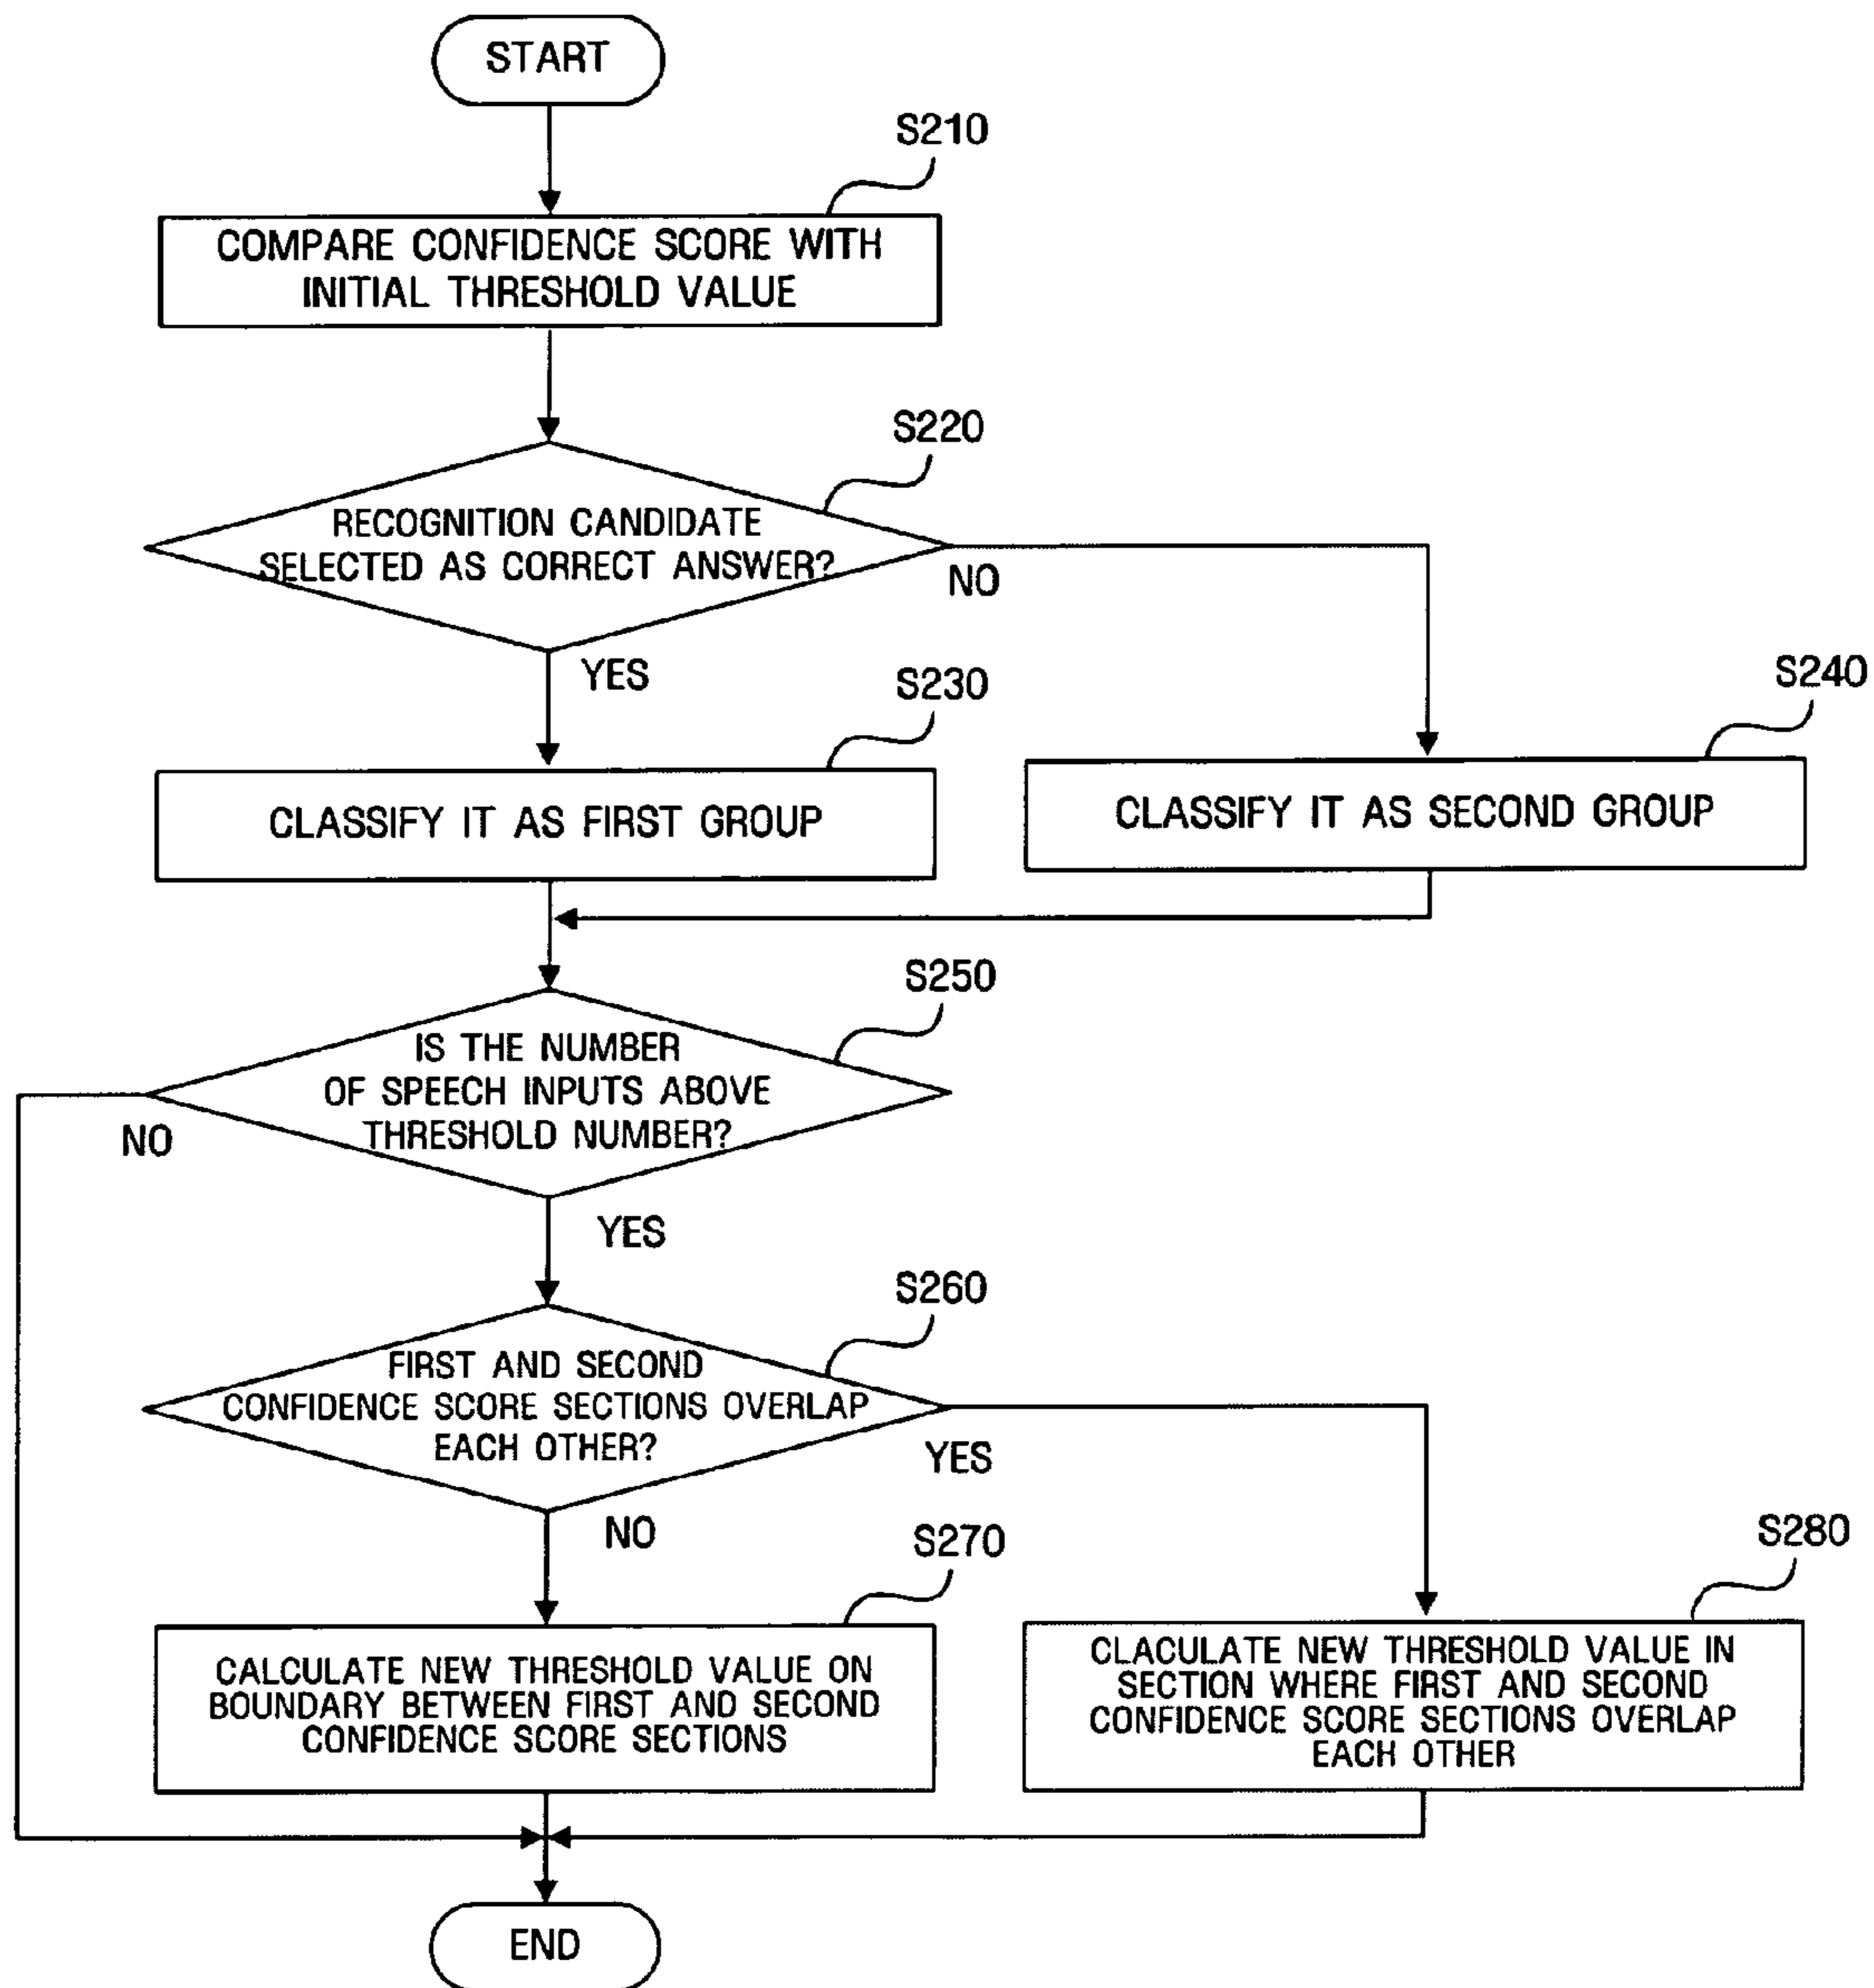 START
S210
COMPARE CONFIDENCE SCORE WITH
INITIAL THRESHOLD VALUE
S220
RECOGNITION CANDIDATE
SELECTED AS CORRECT ANSWER?
NO
YES
S230
S240
CLASSIFY IT AS FIRST GROUP
CLASSIFY IT AS SECOND GROUP
S250
IS THE NUMBER
OF SPEECH INPUTS ABOVE
THRESHOLD NUMBER?
NO
YES
S260
FIRST AND SECOND
CONFIDENCE SCORE SECTIONS OVERLAP
EACH OTHER?
YES
NO
S270
S280
CALCULATE NEW THRESHOLD VALUE ON
BOUNDARY BETWEEN FIRST AND SECOND
CONFIDENCE SCORE SECTIONS
CLACULATE NEW THRESHOLD VALUE IN
SECTION WHERE FIRST AND SECOND
CONFIDENCE SCORE SECTIONS OVERLAP
EACH OTHER
END